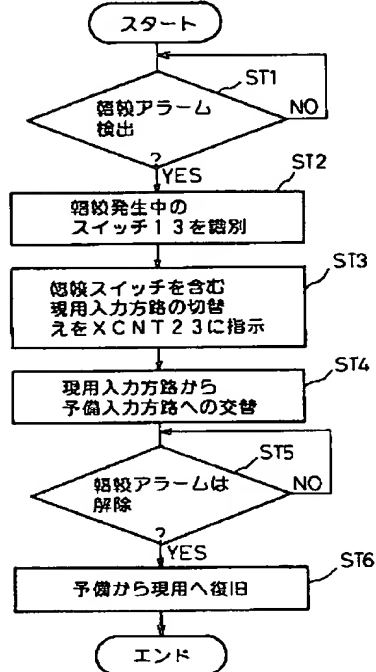 スタート
ST1
輻輳アラーム
検出
?
NO
YES
ST2
輻輳発生中の
スイッチ13を識別
ST3
輻輳スイッチを含む
現用入力方路の切替
えをXCNT23に指示
ST4
現用入力方路から
予備入力方路への交替
ST5
輻輳アラームは
解除
?
NO
YES
ST6
予備から現用へ復旧
エンド